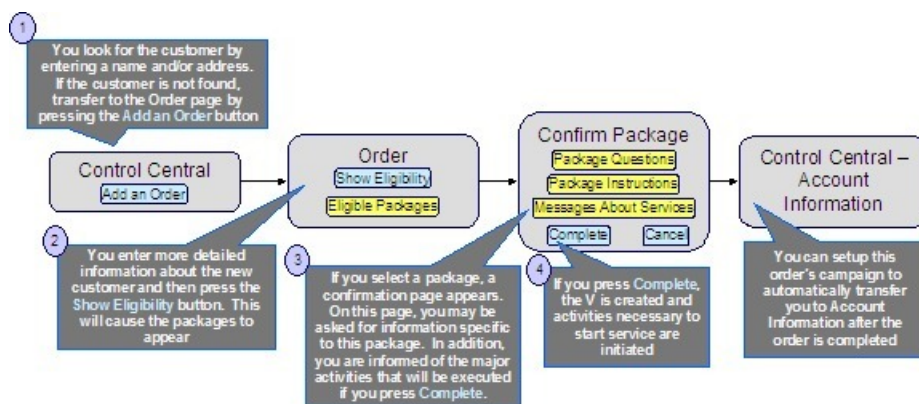 1
You look for the customer by
entering a name and/or address.
If the customer is not found,
transfer to the Order page by
pressing the Add an Order button
Control Central
Add an Order
Order
Show Eligibility
Eligible Packages
Confirm Package
Package Questions
Package Instructions
Messages About Services
Complete
Cancel
Control Central –
Account
Information
2
You enter more detailed
information about the new
customer and then press the
Show Eligibility button. This
will cause the packages to
appear
3
If you select a package, a
confirmation page appears.
On this page, you may be
asked for information specific
to this package. In addition,
you are informed of the major
activities that will be executed
if you press Complete.
4
If you press Complete,
the V is created and
activities necessary to
start service are
initiated
You can setup this
order's campaign to
automatically transfer
you to Account
Information after the
order is completed